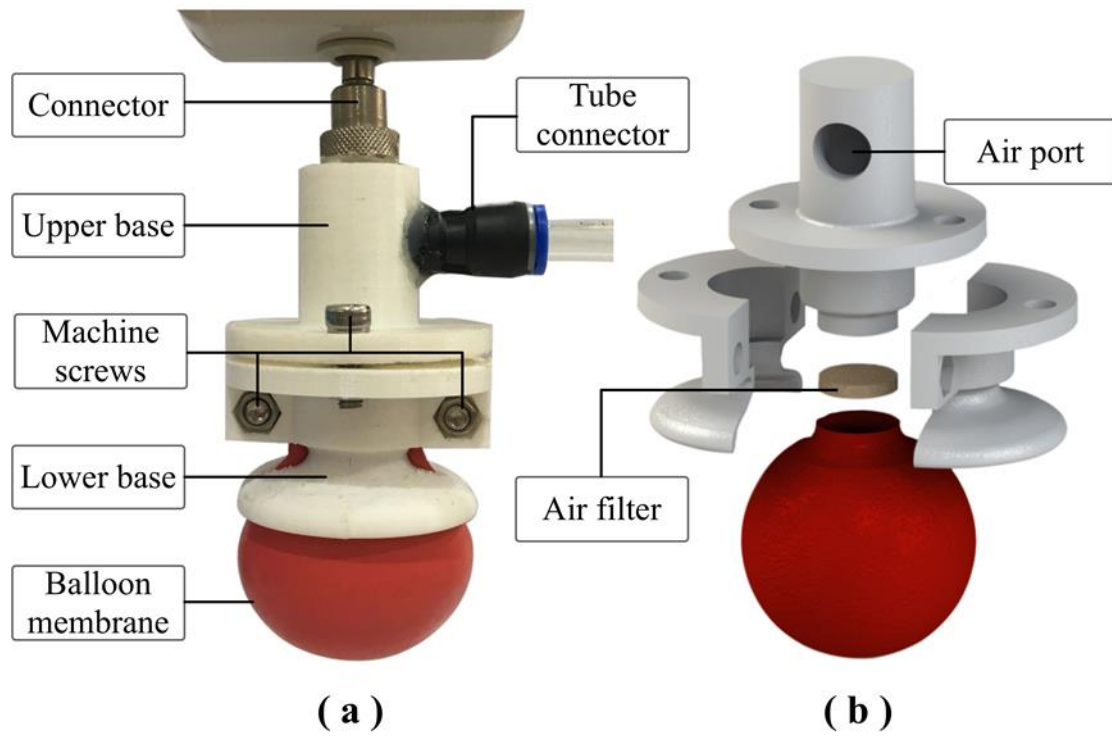 Connector
Tube
connector
Air port
Upper base
Machine
screws
Lower base
Air filter
Balloon
membrane
( a )
( b )